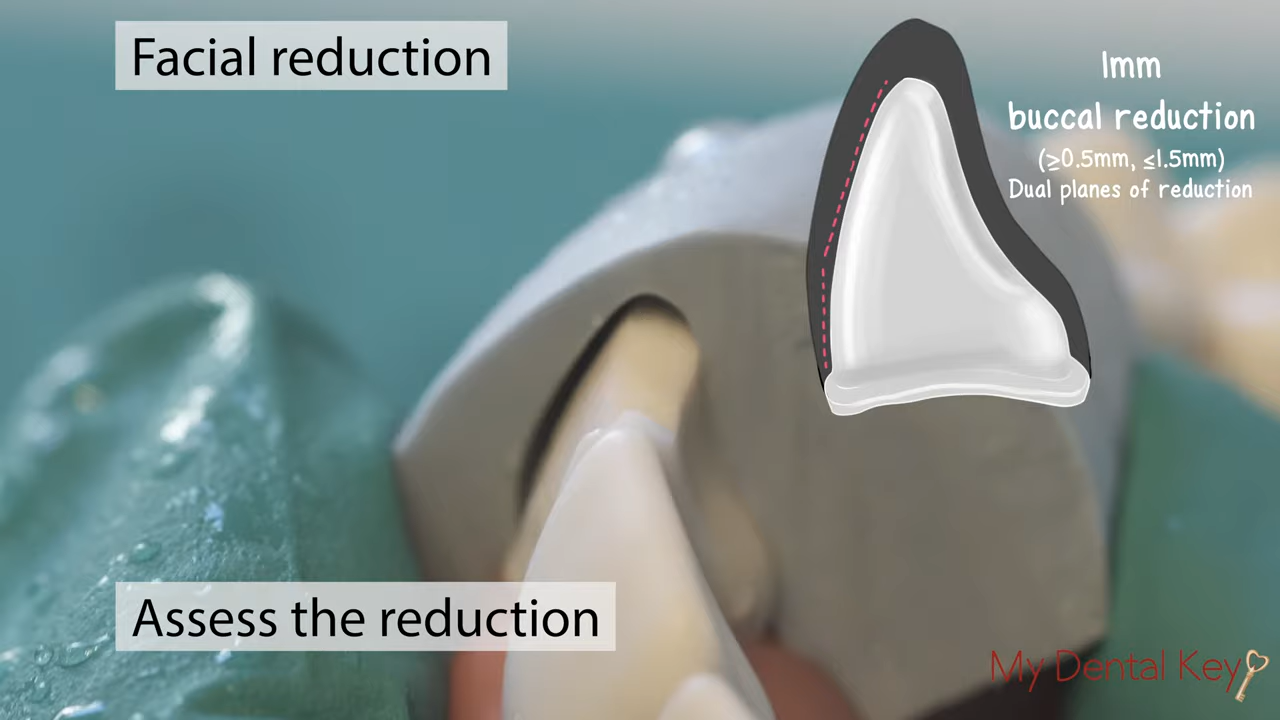 Facial reduction
1mm
buccal reduction
(≥0.5mm, ≤1.5mm)
Dual planes of reduction
Assess the reduction
My Dental Key